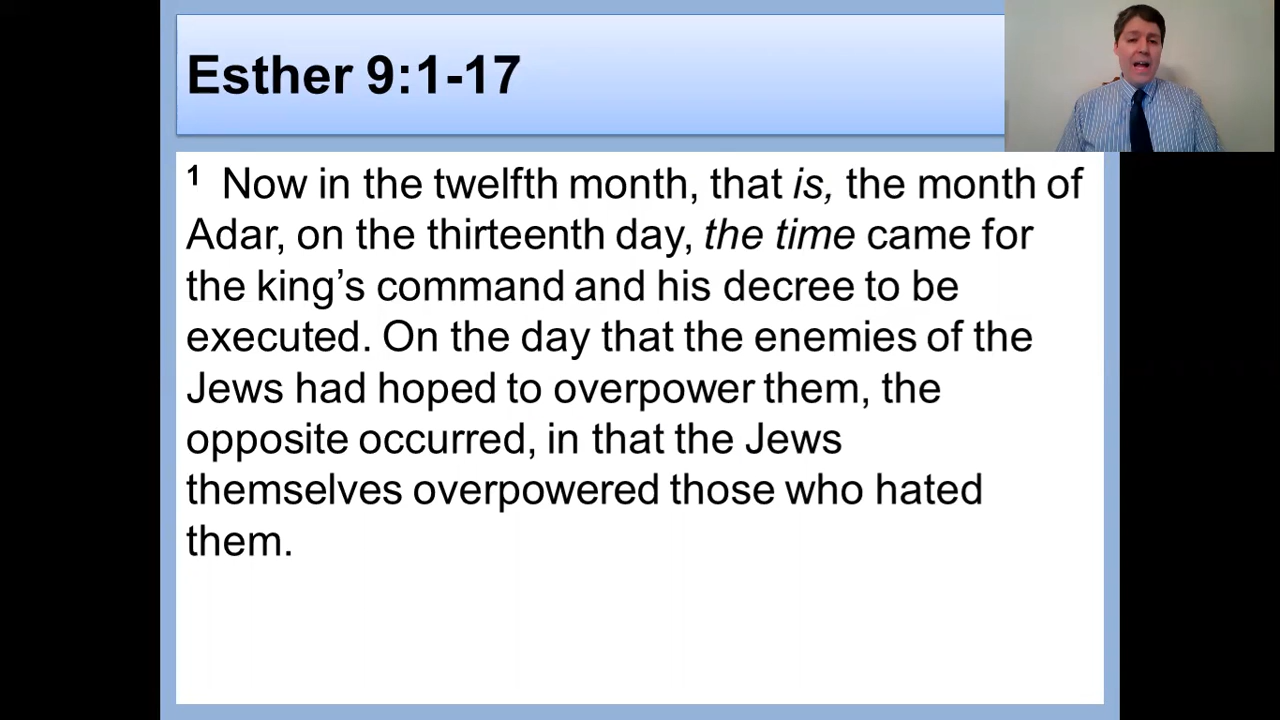 Esther 9:1-17
1 Now in the twelfth month, that is, the month of
Adar, on the thirteenth day, the time came for
the king’s command and his decree to be
executed. On the day that the enemies of the
Jews had hoped to overpower them, the
opposite occurred, in that the Jews
themselves overpowered those who hated
them.